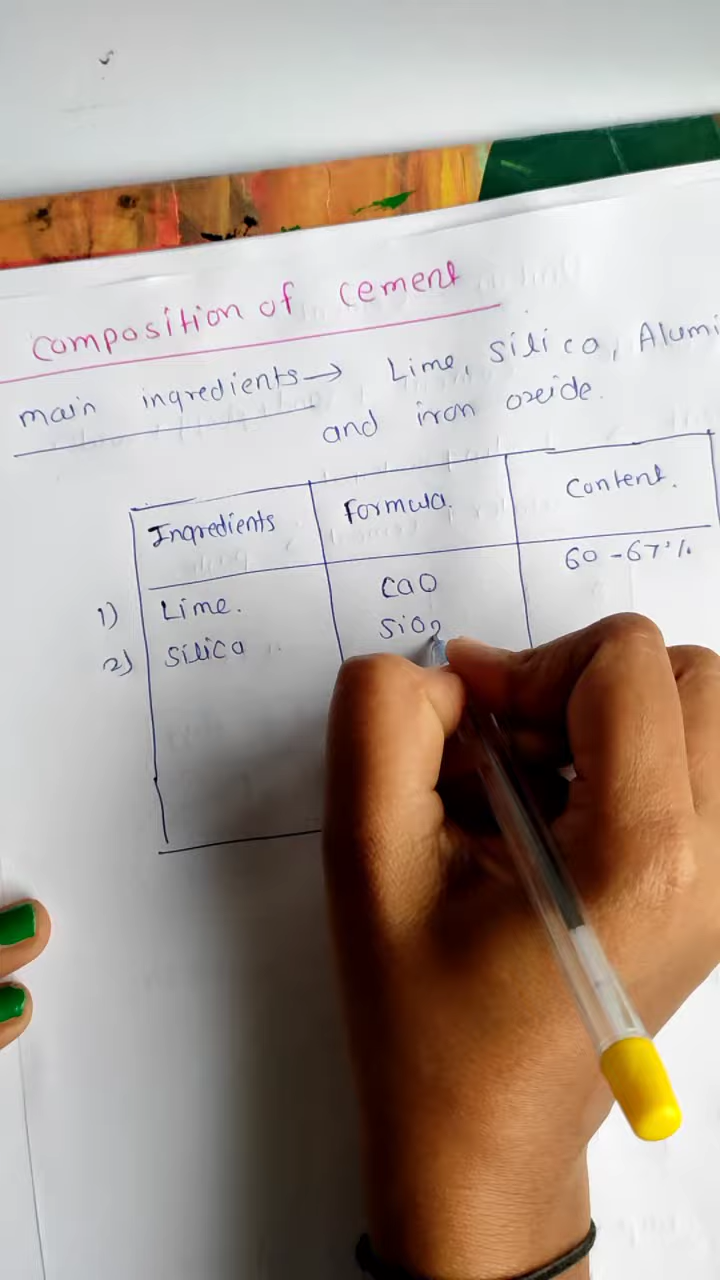 Composition of cement
main ingredients → Lime, Silica, Alumi
and iron oxide.
Ingredients Formula. Content.
1) Lime. CaO 60-67%
2) Silica SiO2